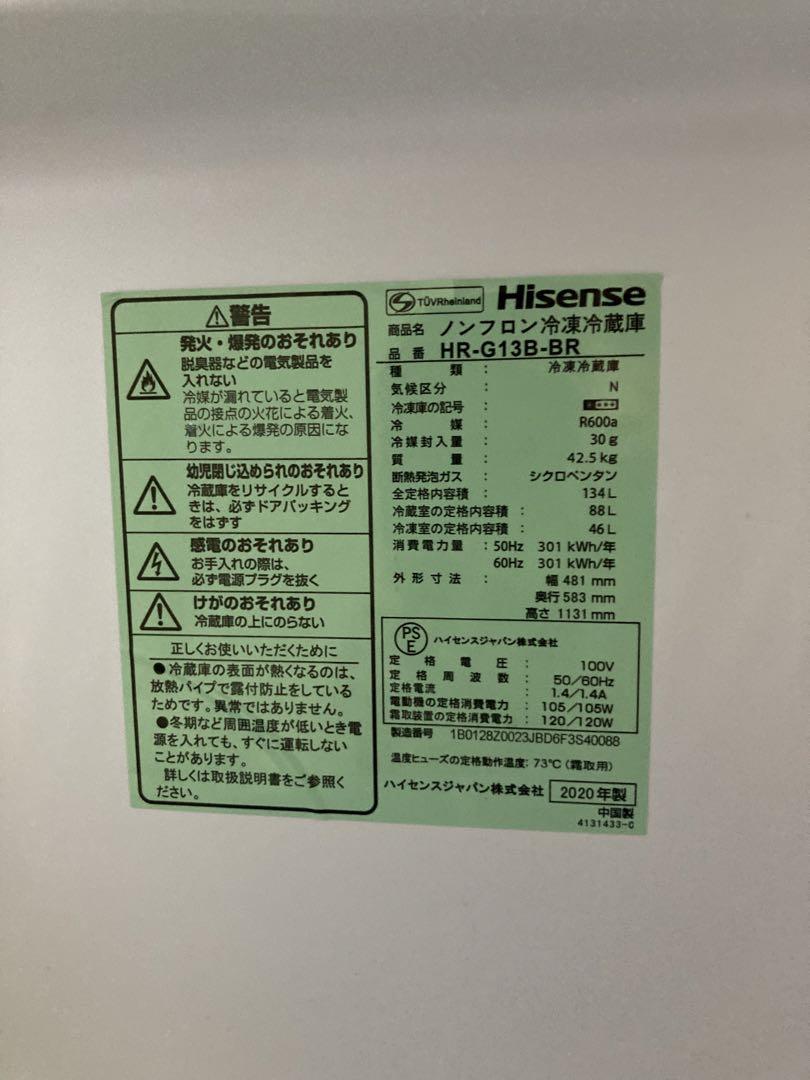 警告
発火・爆発のおそれあり
脱臭器などの電気製品を
入れない
冷媒が漏れていると電気製
品の接点の火花による着火、
着火による爆発の原因にな
ります。
幼児閉じ込められのおそれあり
冷蔵庫をリサイクルすると
きは、必ずドアパッキング
をはずす
感電のおそれあり
お手入れの際は、
必ず電源プラグを抜く
けがのおそれあり
冷蔵庫の上にのらない
正しくお使いいただくために
●冷蔵庫の表面が熱くなるのは、
放熱パイプで露付防止をしている
ためです。異常ではありません。
●冬期など周囲温度が低いとき電
源を入れても、すぐに運転しない
ことがあります。
詳しくは取扱説明書をご参照く
ださい。
TÜVRheinland Hisense
商品名 ノンフロン冷凍冷蔵庫
品番 HR-G13B-BR
種類 : 冷凍冷蔵庫
気候区分 : N
冷凍庫の記号 :
冷媒 : R600a
冷媒封入量 : 30g
質量 : 42.5kg
断熱発泡ガス : シクロペンタン
全定格内容積 : 134L
冷蔵室の定格内容積 : 88L
冷凍室の定格内容積 : 46L
消費電力量 : 50Hz 301kWh/年
60Hz 301kWh/年
外形寸法 : 幅 481mm
奥行 583mm
高さ 1131mm
PSE ハイセンスジャパン株式会社
定格電圧 : 100V
定格周波数 : 50/60Hz
定格電流 : 1.4/1.4A
電動機の定格消費電力 : 105/105W
霜取装置の定格消費電力 : 120/120W
製造番号 1B0128Z0023JBD6F3S40088
温度ヒューズの定格動作温度: 73℃(霜取用)
ハイセンスジャパン株式会社 2020年製
中国製
4131433-C